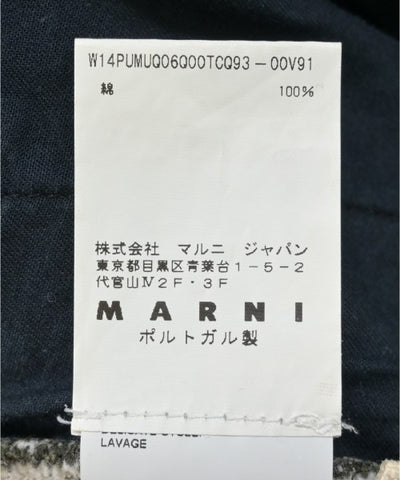 W14PUMUQ06Q00TCQ93-00V91
綿 100%
株式会社 マルニ ジャパン
東京都目黒区青葉台1-5-2
代官山Ⅳ2F・3F
MARNI
ポルトガル製
LAVAGE